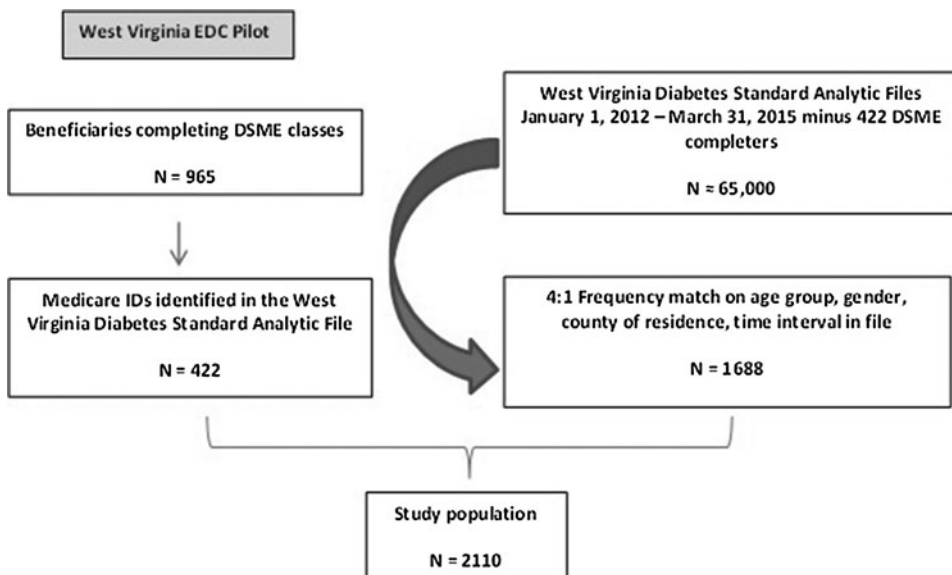 West Virginia EDC Pilot
Beneficiaries completing DSME classes
N = 965
West Virginia Diabetes Standard Analytic Files
January 1, 2012 – March 31, 2015 minus 422 DSME
completers
N ≈ 65,000
Medicare IDs identified in the West
Virginia Diabetes Standard Analytic File
N = 422
4:1 Frequency match on age group, gender,
county of residence, time interval in file
N = 1688
Study population
N = 2110